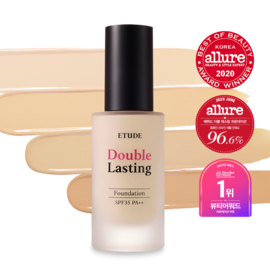 BEST OF BEAUTY
KOREA
allure
BEAUTY & STYLE EXPERT
2020
AWARD WINNER
ETUDE
Double
Lasting
Foundation
SPF35 PA++
allure
96.6%
1위
뷰티어워드